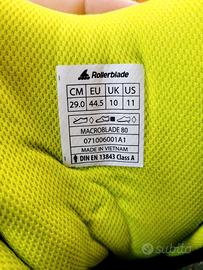 Rollerblade
CM EU UK US
29.0 44.5 10 11
MACROBLADE 80
071006001A1
MADE IN VIETNAM
DIN EN 13843 Class A
subito